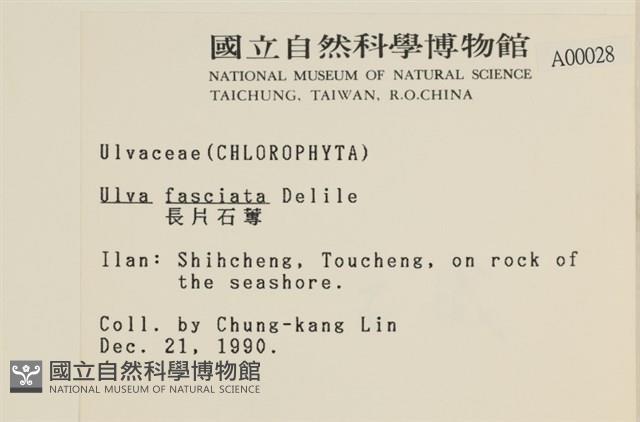 國立自然科學博物館
NATIONAL MUSEUM OF NATURAL SCIENCE
TAICHUNG, TAIWAN, R.O.CHINA
A00028
Ulvaceae(CHLOROPHYTA)
Ulva fasciata Delile
長片石蓴
Ilan: Shihcheng, Toucheng, on rock of
the seashore.
Coll. by Chung-kang Lin
Dec. 21, 1990.
國立自然科學博物館
NATIONAL MUSEUM OF NATURAL SCIENCE